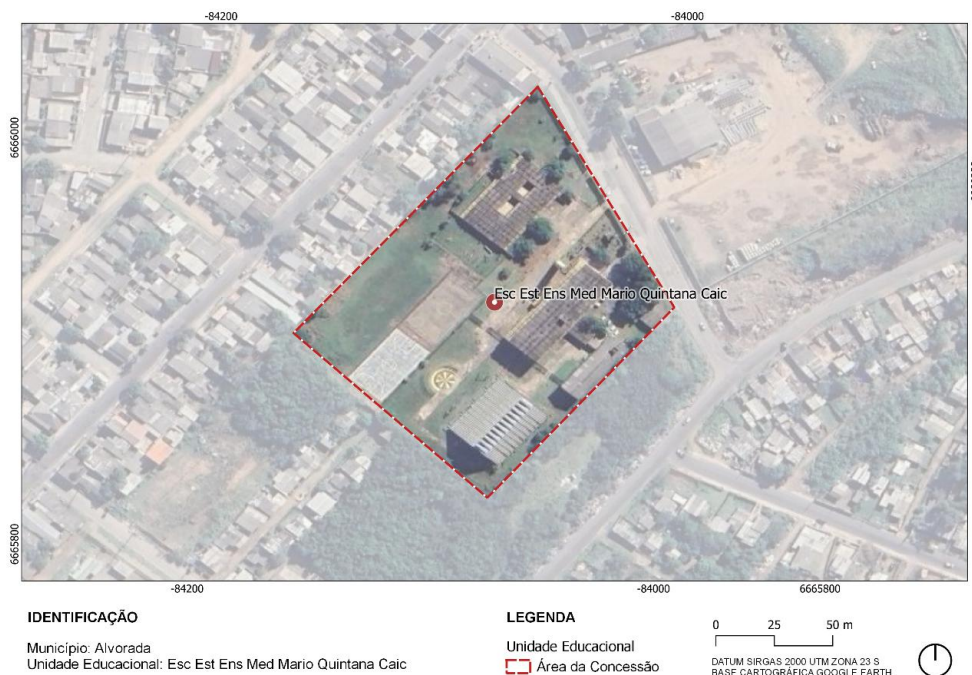 -84200
-84000
6666000
Esc Est Ens Med Mario Quintana Caic
6665800
-84200
-84000
6665800
IDENTIFICAÇÃO
Município: Alvorada
Unidade Educacional: Esc Est Ens Med Mario Quintana Caic
LEGENDA
Unidade Educacional
Área da Concessão
0 25 50 m
DATUM SIRGAS 2000 UTM ZONA 23 S
BASE CARTOGRÁFICA GOOGLE EARTH